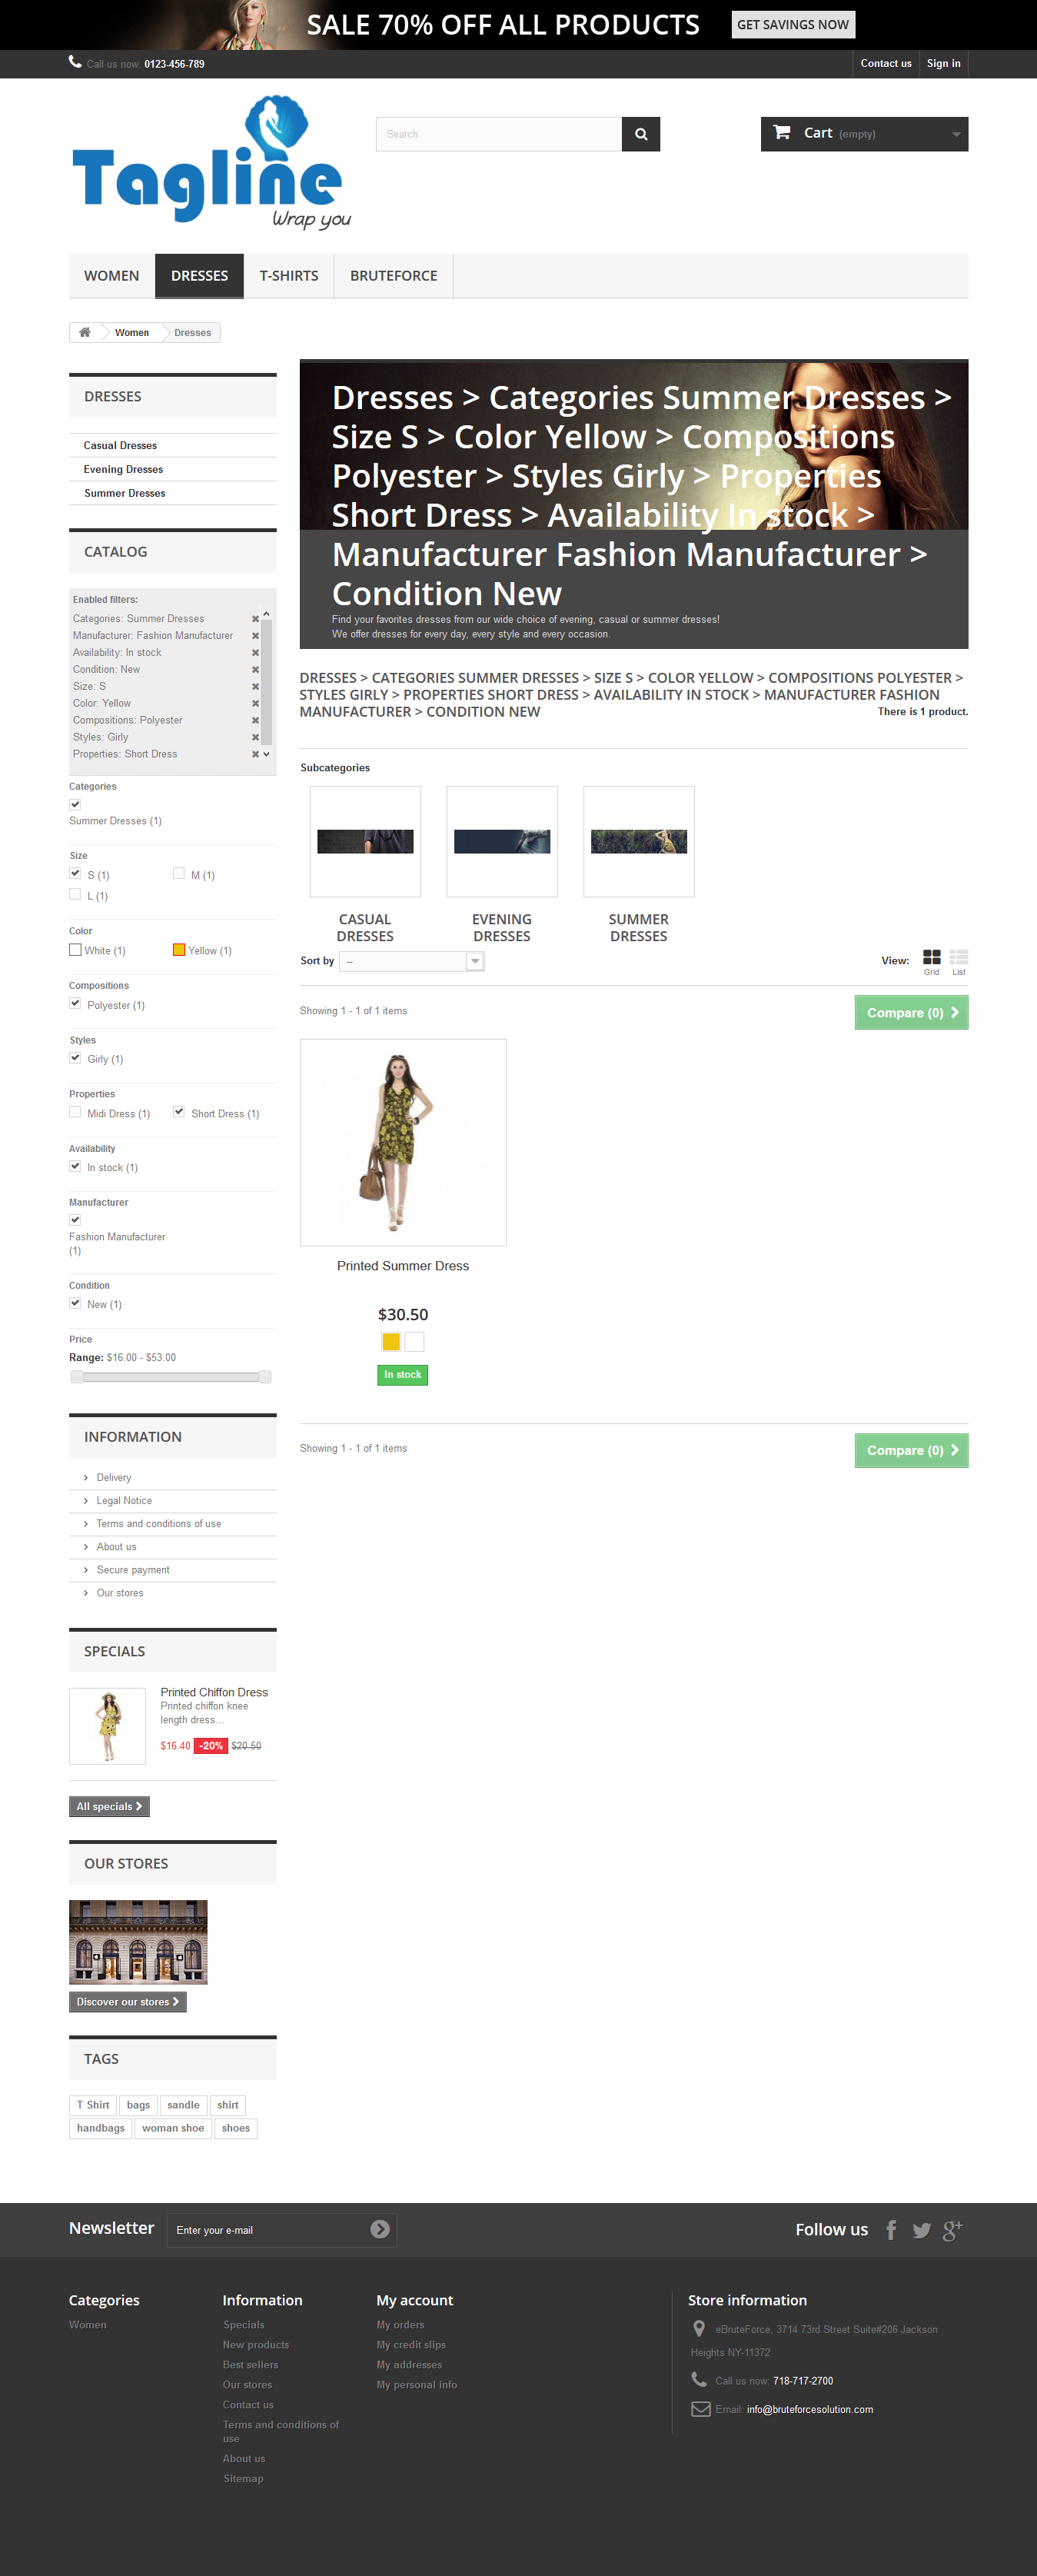 SALE 70% OFF ALL PRODUCTS
GET SAVINGS NOW
Call us now: 0123-456-789
Contact us
Sign in
Tagline
Wrap you
Search
Cart (empty)
WOMEN
DRESSES
T-SHIRTS
BRUTEFORCE
Women
Dresses
DRESSES
Casual Dresses
Evening Dresses
Summer Dresses
CATALOG
Enabled filters:
Categories: Summer Dresses
Manufacturer: Fashion Manufacturer
Availability: In stock
Condition: New
Size: S
Color: Yellow
Compositions: Polyester
Styles: Girly
Properties: Short Dress
Categories
Summer Dresses (1)
Size
S (1)
M (1)
L (1)
Color
White (1)
Yellow (1)
Compositions
Polyester (1)
Styles
Girly (1)
Properties
Midi Dress (1)
Short Dress (1)
Availability
In stock (1)
Manufacturer
Fashion Manufacturer
(1)
Condition
New (1)
Price
Range: $16.00 - $53.00
INFORMATION
Delivery
Legal Notice
Terms and conditions of use
About us
Secure payment
Our stores
SPECIALS
Printed Chiffon Dress
Printed chiffon knee
length dress...
$16.40 -20% $20.50
All specials
OUR STORES
Discover our stores
TAGS
T Shirt
bags
sandle
shirt
handbags
woman shoe
shoes
Dresses > Categories Summer Dresses >
Size S > Color Yellow > Compositions
Polyester > Styles Girly > Properties
Short Dress > Availability In stock >
Manufacturer Fashion Manufacturer >
Condition New
Find your favorites dresses from our wide choice of evening, casual or summer dresses!
We offer dresses for every day, every style and every occasion.
DRESSES > CATEGORIES SUMMER DRESSES > SIZE S > COLOR YELLOW > COMPOSITIONS POLYESTER >
STYLES GIRLY > PROPERTIES SHORT DRESS > AVAILABILITY IN STOCK > MANUFACTURER FASHION
MANUFACTURER > CONDITION NEW
There is 1 product.
Subcategories
CASUAL
DRESSES
EVENING
DRESSES
SUMMER
DRESSES
Sort by
--
View:
Grid
List
Showing 1 - 1 of 1 items
Compare (0)
Printed Summer Dress
$30.50
In stock
Showing 1 - 1 of 1 items
Compare (0)
Newsletter
Enter your e-mail
Follow us
Categories
Women
Information
Specials
New products
Best sellers
Our stores
Contact us
Terms and conditions of
use
About us
Sitemap
My account
My orders
My credit slips
My addresses
My personal info
Store information
eBruteForce, 3714 73rd Street Suite#206 Jackson
Heights NY-11372
Call us now: 718-717-2700
Email: info@bruteforcesolution.com